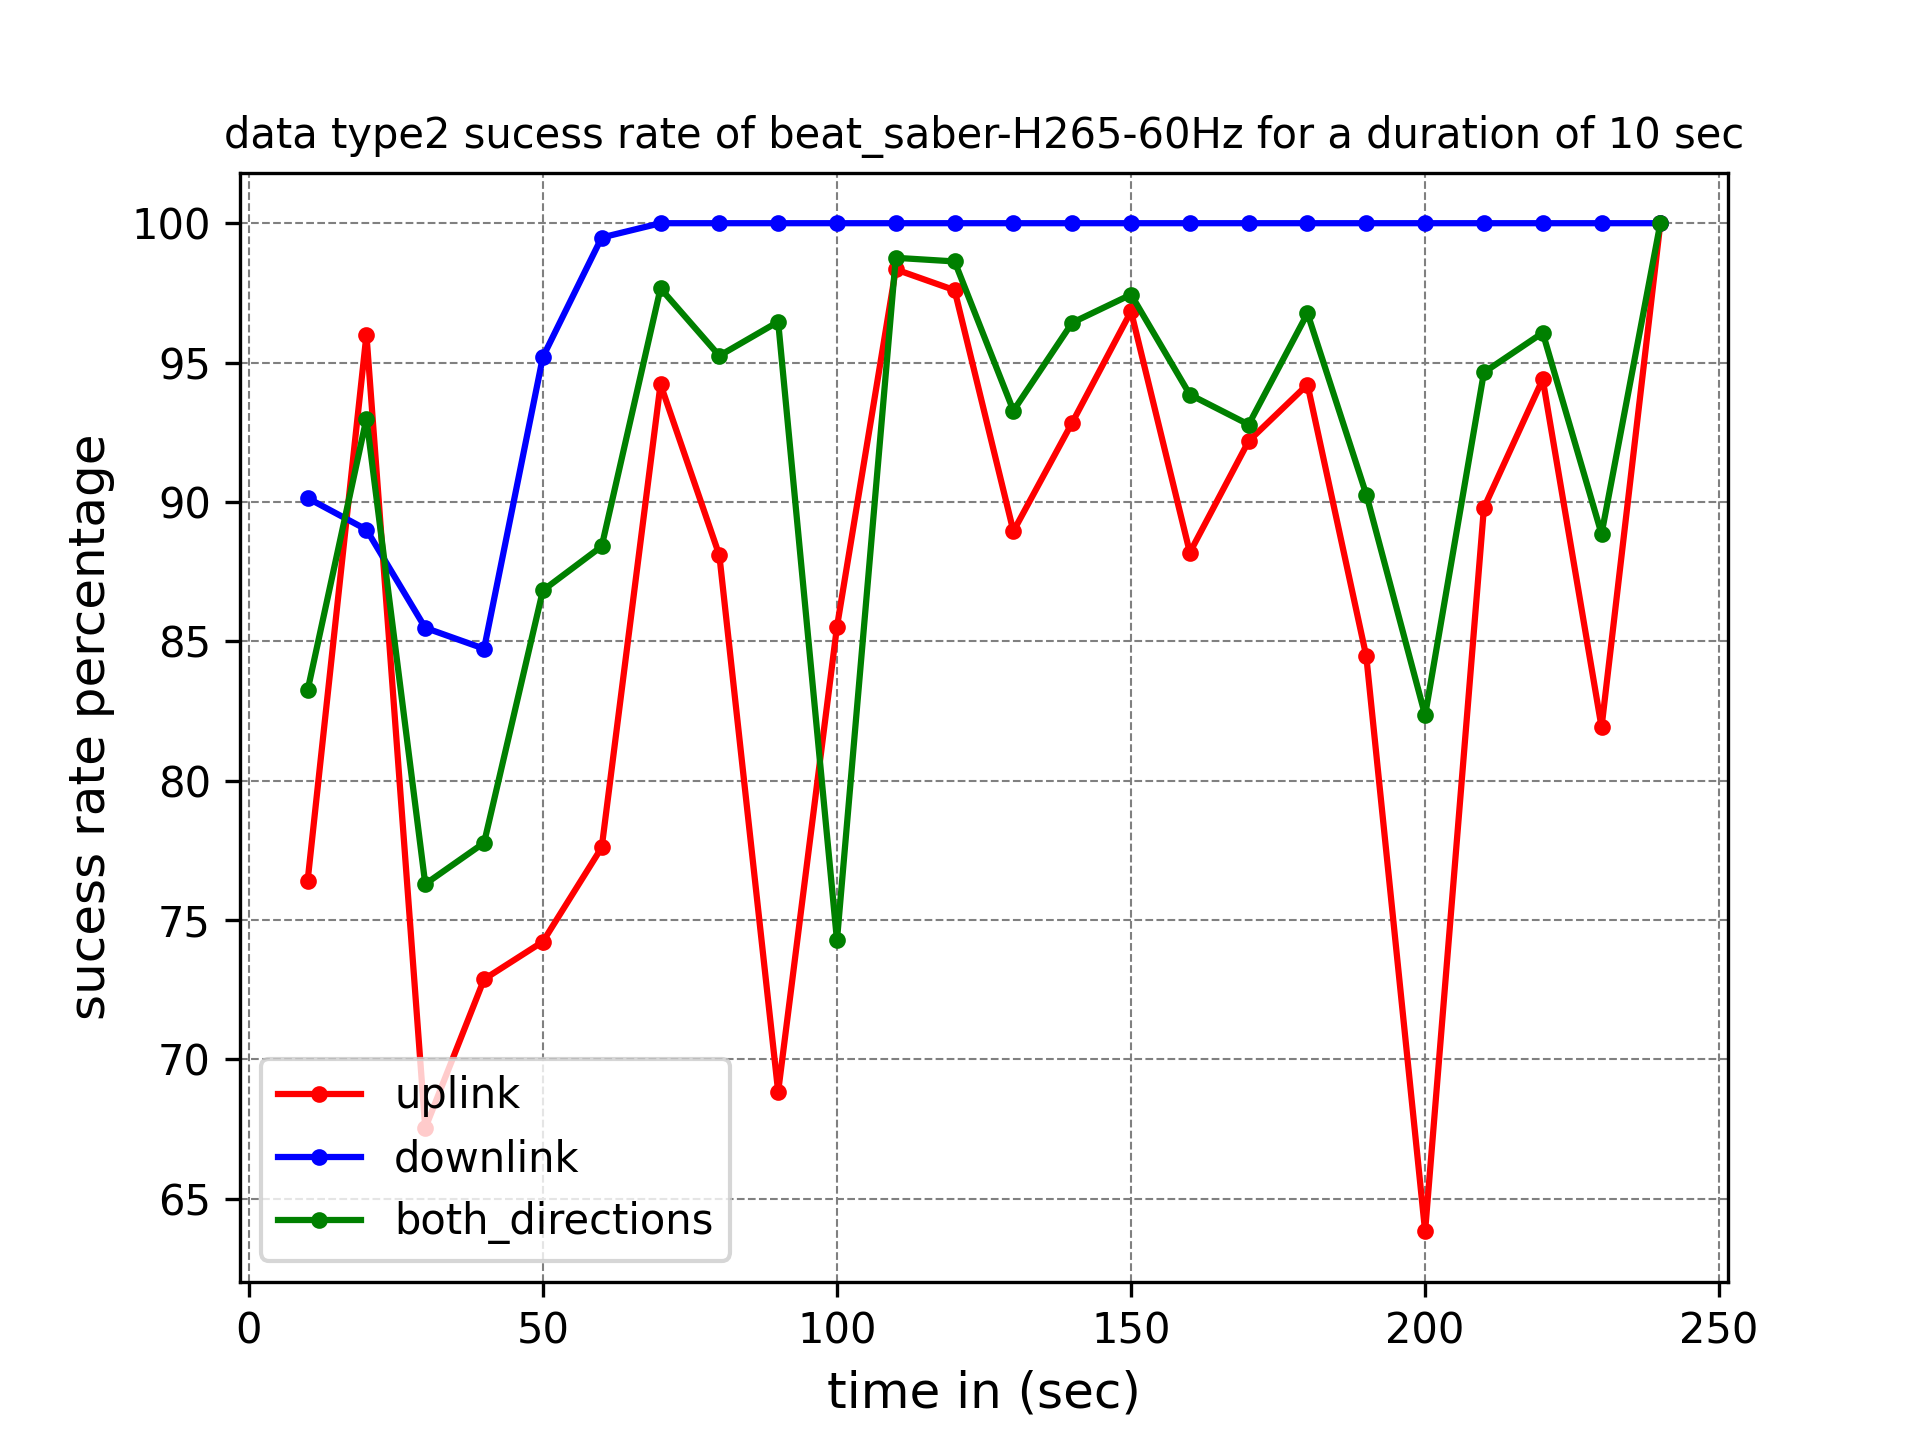 data type2 sucess rate of beat_saber-H265-60Hz for a duration of 10 sec
100
95
90
85
80
75
70
65
sucess rate percentage
uplink
downlink
both_directions
0 50 100 150 200 250
time in (sec)